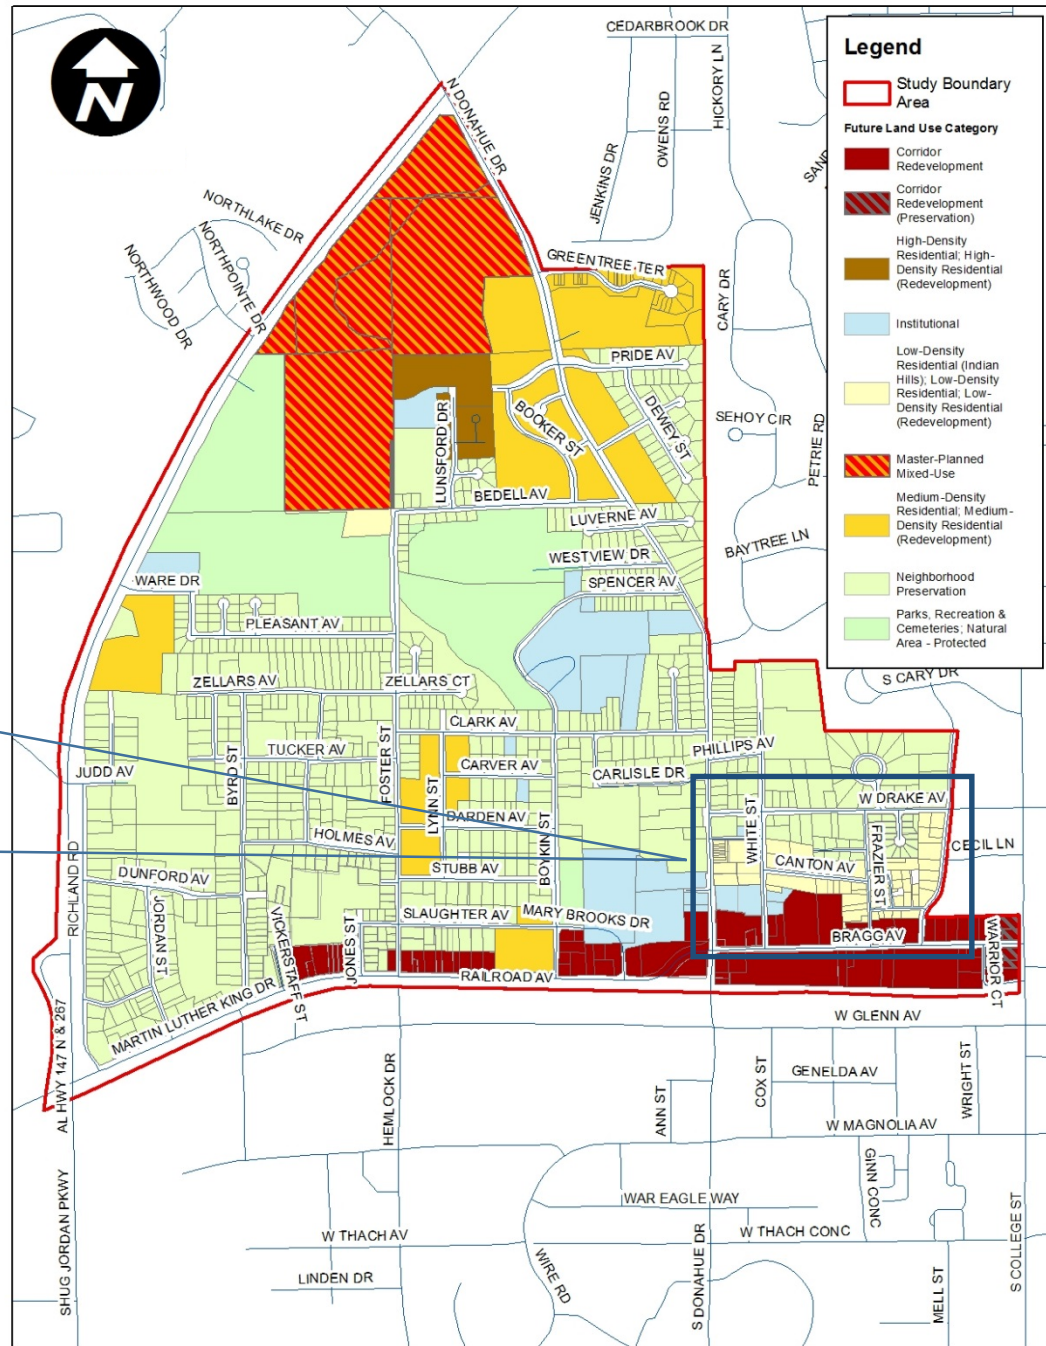 CEDARBROOK DR
N
N DONAHUE DR
HICKORY LN
OWENS RD
JENKINS DR
SAND
NORTHLAKE DR
NORTHPOINTE DR
NORTHWOOD DR
GREENTREE TER
CARY DR
PRIDE AV
DEWEY ST
BOOKER ST
LUNSFORD DR
SEHOY CIR
PETRIE RD
BEDELL AV
LUVERNE AV
BAYTREE LN
WESTVIEW DR
SPENCER AV
WARE DR
PLEASANT AV
ZELLARS AV
ZELLARS CT
S CARY DR
CLARK AV
PHILLIPS AV
TUCKER AV
CARVER AV
CARLISLE DR
JUDD AV
BYRD ST
FOSTER ST
LYNN ST
W DRAKE AV
DARDEN AV
HOLMES AV
BOYKIN ST
WHITE ST
FRAZIER ST
CECIL LN
CANTON AV
STUBB AV
DUNFORD AV
RICHLAND RD
JORDAN ST
VICKERSTAFF ST
JONES ST
SLAUGHTER AV
MARY BROOKS DR
BRAGG AV
WARRIOR CT
RAILROAD AV
MARTIN LUTHER KING DR
W GLENN AV
AL HWY 147 N & 267
HEMLOCK DR
ANN ST
COX ST
GENELDA AV
WRIGHT ST
W MAGNOLIA AV
GINN CONC
WAR EAGLE WAY
W THACH AV
W THACH CONC
SHUG JORDAN PKWY
LINDEN DR
WIRE RD
S DONAHUE DR
MELL ST
S COLLEGE ST
Legend
Study Boundary
Area
Future Land Use Category
Corridor
Redevelopment
Corridor
Redevelopment
(Preservation)
High-Density
Residential; High-
Density Residential
(Redevelopment)
Institutional
Low-Density
Residential (Indian
Hills); Low-Density
Residential; Low-
Density Residential
(Redevelopment)
Master-Planned
Mixed-Use
Medium-Density
Residential; Medium-
Density Residential
(Redevelopment)
Neighborhood
Preservation
Parks, Recreation &
Cemeteries; Natural
Area - Protected